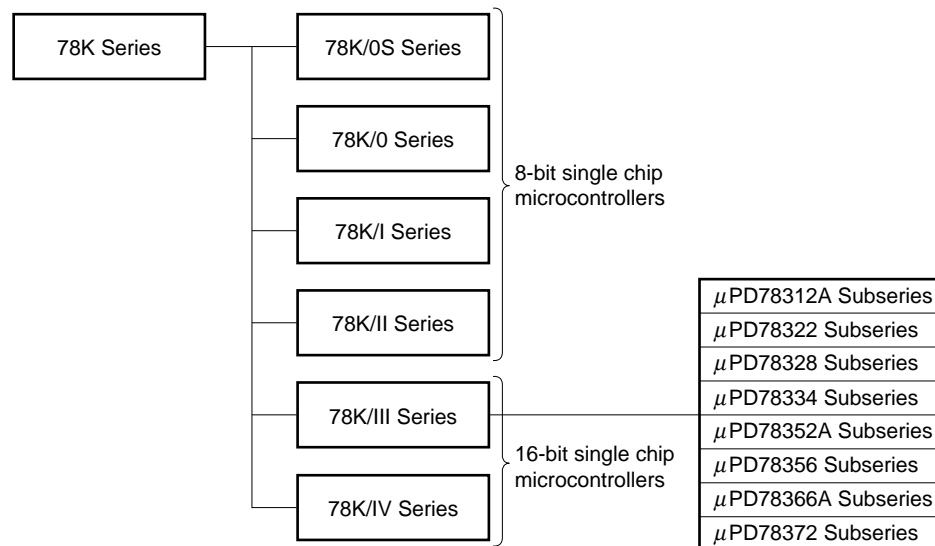 78K Series
78K/0S Series
78K/0 Series
78K/I Series
78K/II Series
78K/III Series
78K/IV Series
8-bit single chip
microcontrollers
16-bit single chip
microcontrollers
μPD78312A Subseries
μPD78322 Subseries
μPD78328 Subseries
μPD78334 Subseries
μPD78352A Subseries
μPD78356 Subseries
μPD78366A Subseries
μPD78372 Subseries